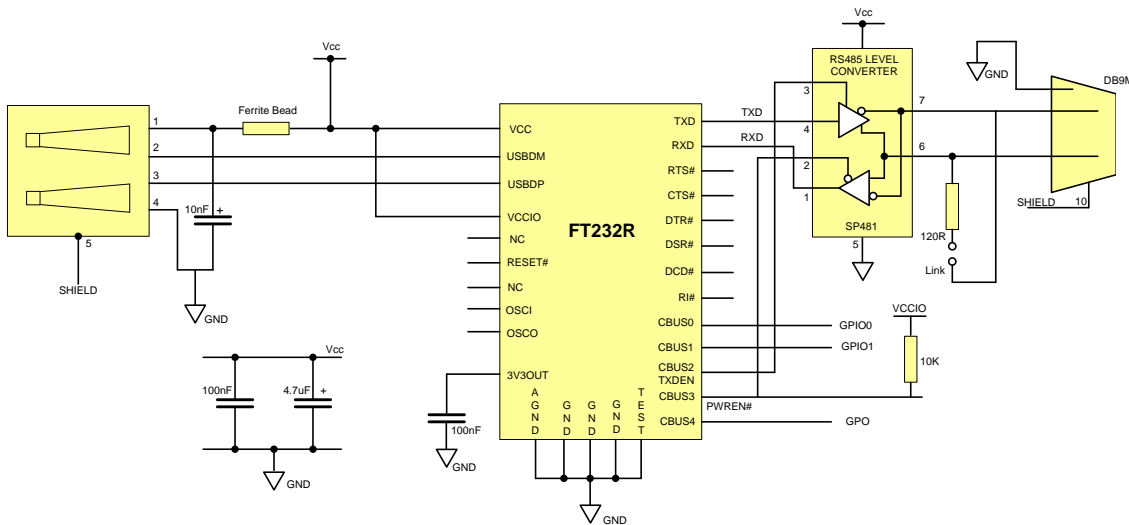 Vcc
Vcc
RS485 LEVEL
CONVERTER
GND
DB9M
Ferrite Bead
1
2
3
4
5
SHIELD
10nF
+
GND
VCC
USBDM
USBDP
VCCIO
NC
RESET#
NC
OSCI
OSCO
3V3OUT
FT232R
TXD
RXD
RTS#
CTS#
DTR#
DSR#
DCD#
RI#
CBUS0
CBUS1
CBUS2
TXDEN
CBUS3
CBUS4
AGND
GND
GND
GND
TEST
GND
100nF
GND
TXD
RXD
3
4
2
1
7
6
SP481
5
SHIELD
10
120R
Link
GPIO0
GPIO1
VCCIO
10K
PWREN#
GPO
Vcc
100nF
4.7uF
+
GND